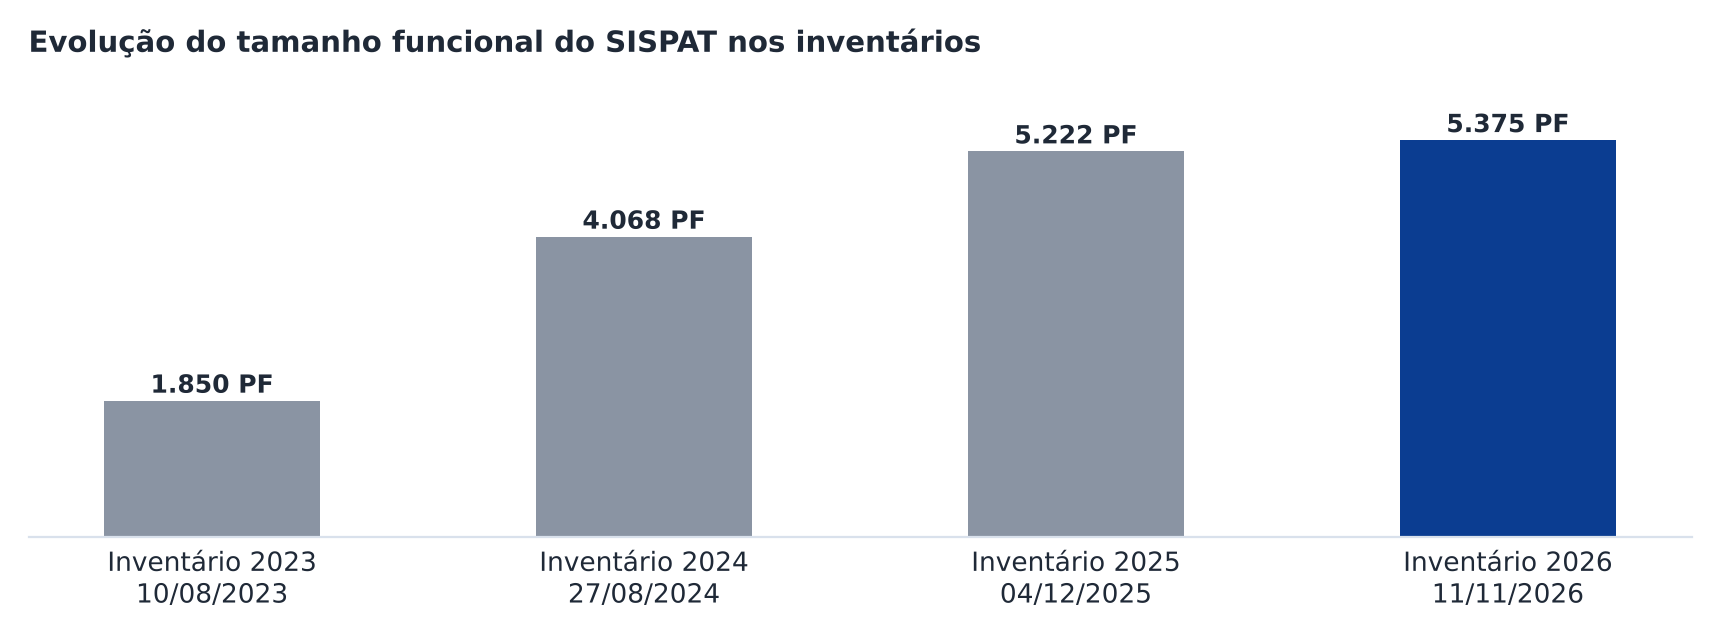 Evolução do tamanho funcional do SISPAT nos inventários
1.850 PF
4.068 PF
5.222 PF
5.375 PF
Inventário 2023
10/08/2023
Inventário 2024
27/08/2024
Inventário 2025
04/12/2025
Inventário 2026
11/11/2026